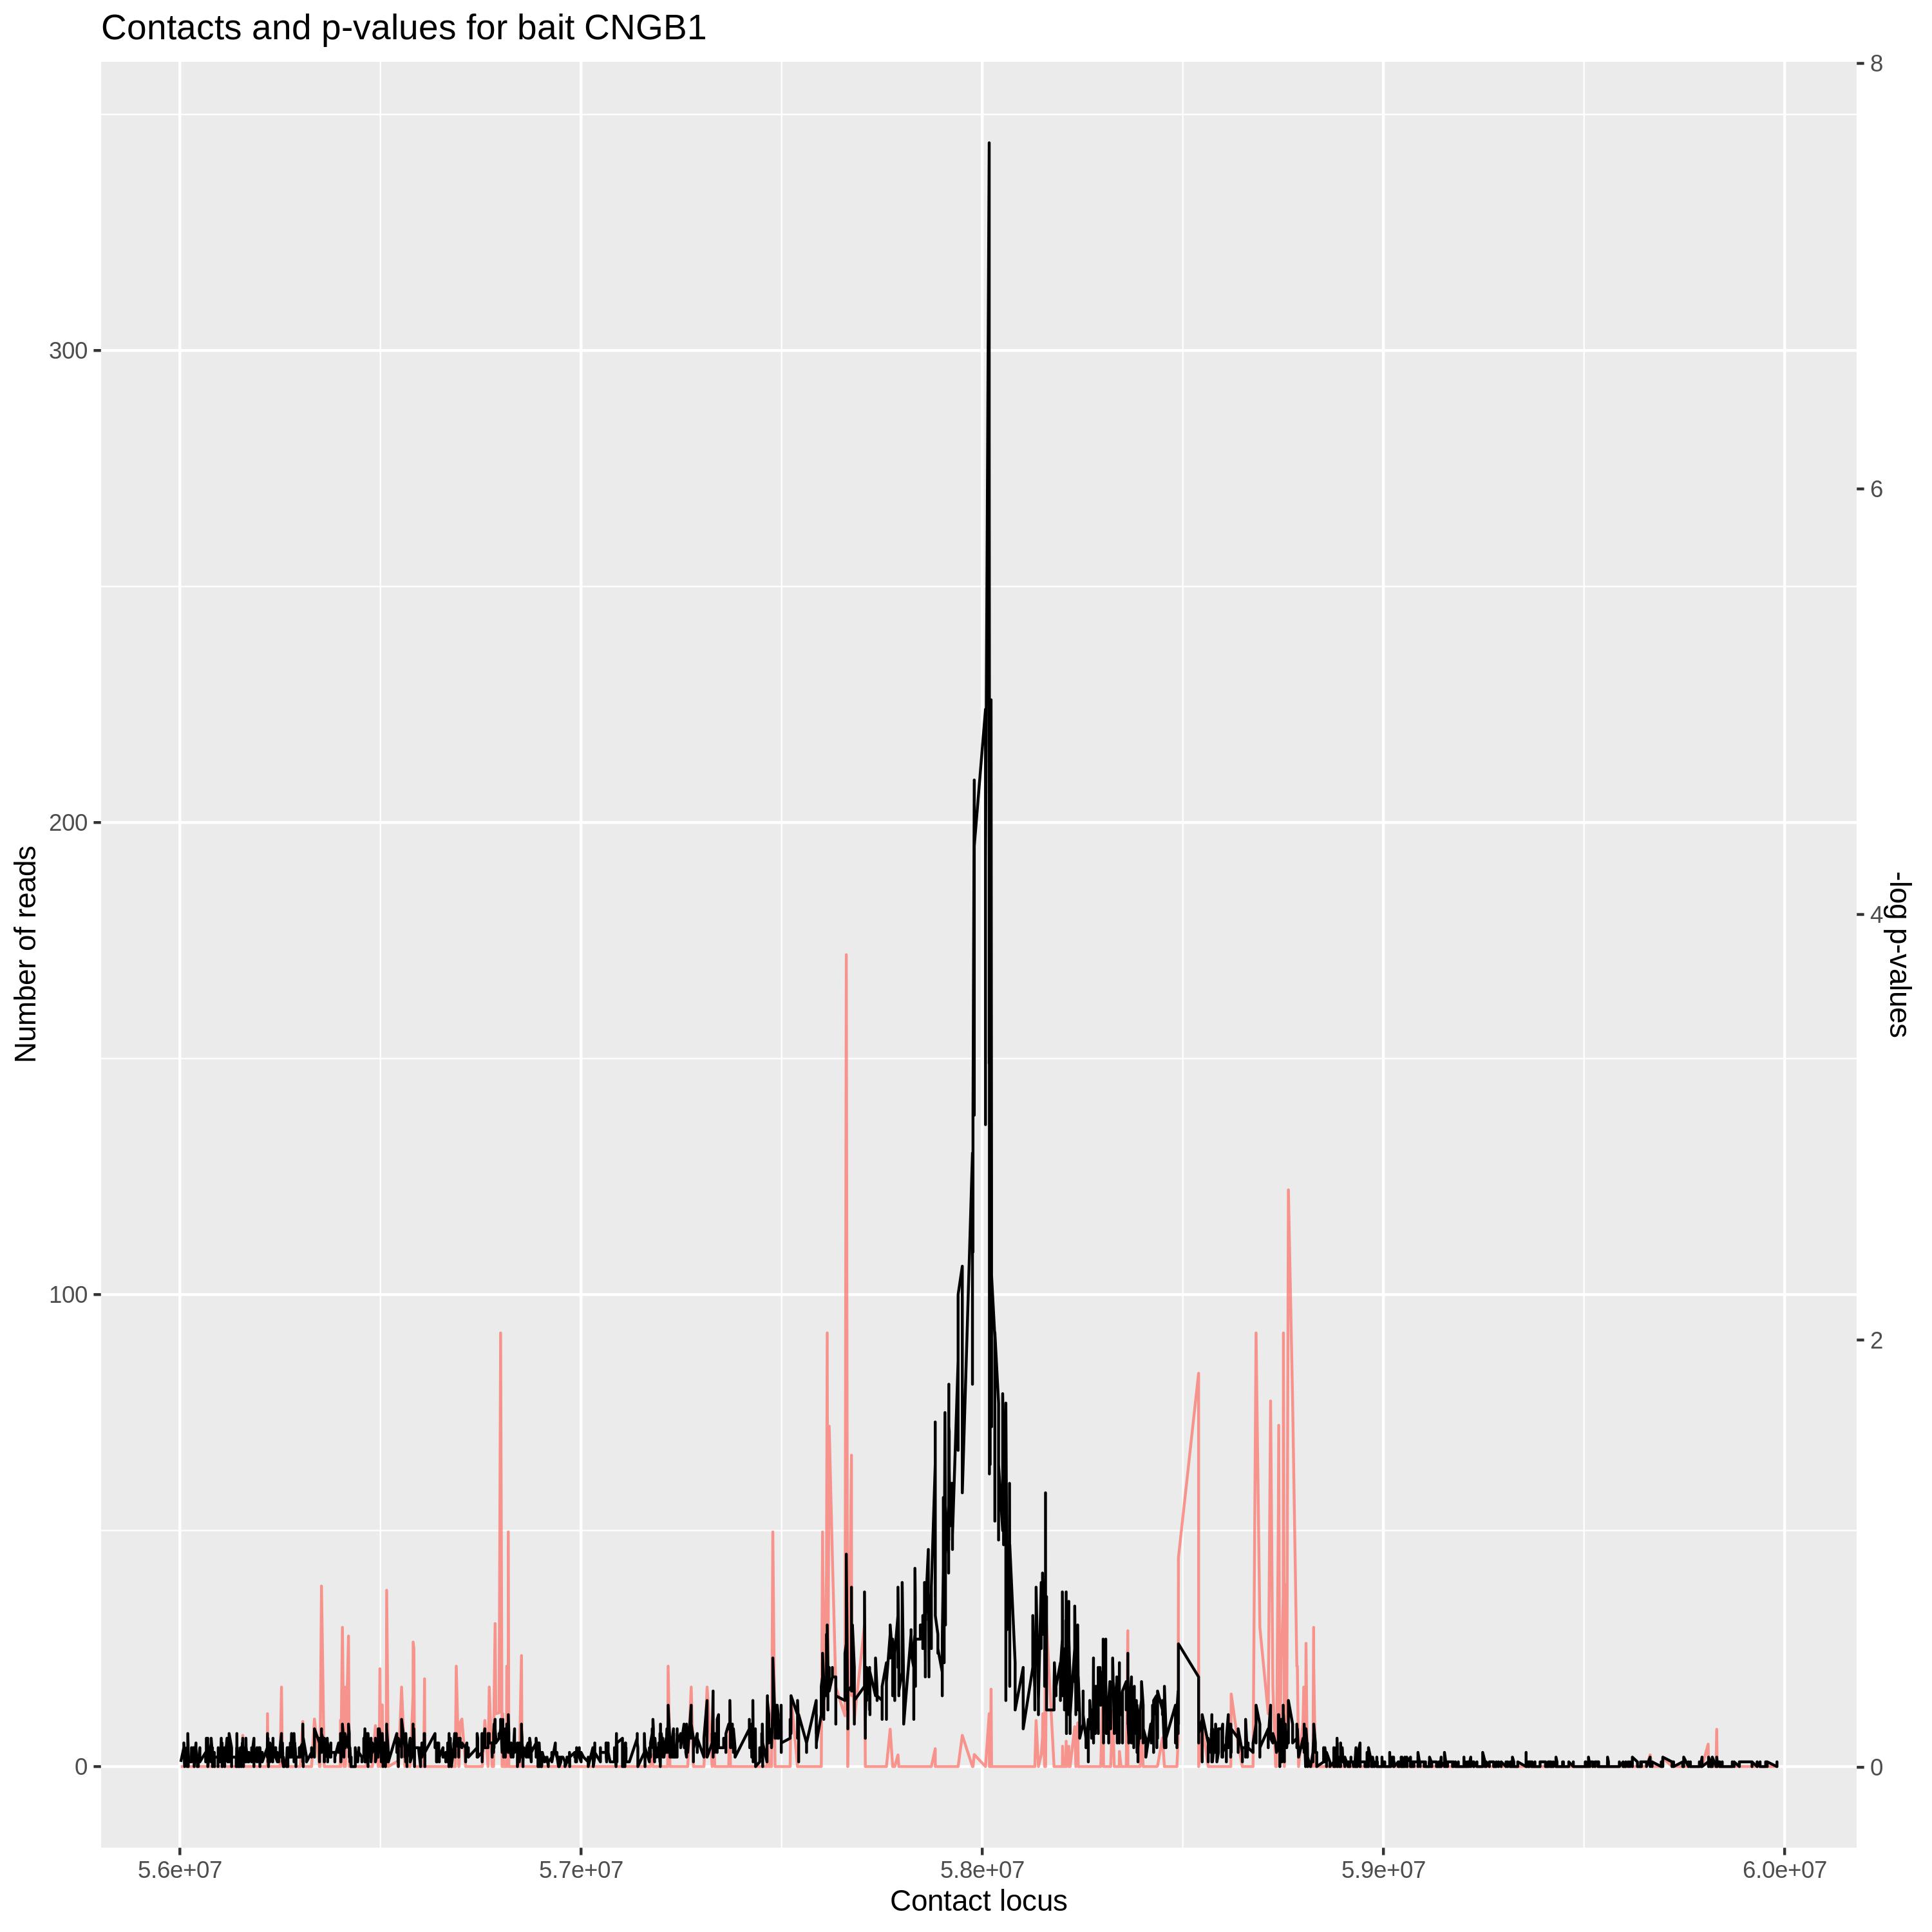 Contacts and p-values for bait CNGB1
8
300
6
200
Number of reads
4
-log p-values
100
2
0
0
5.6e+07
5.7e+07
5.8e+07
5.9e+07
6.0e+07
Contact locus